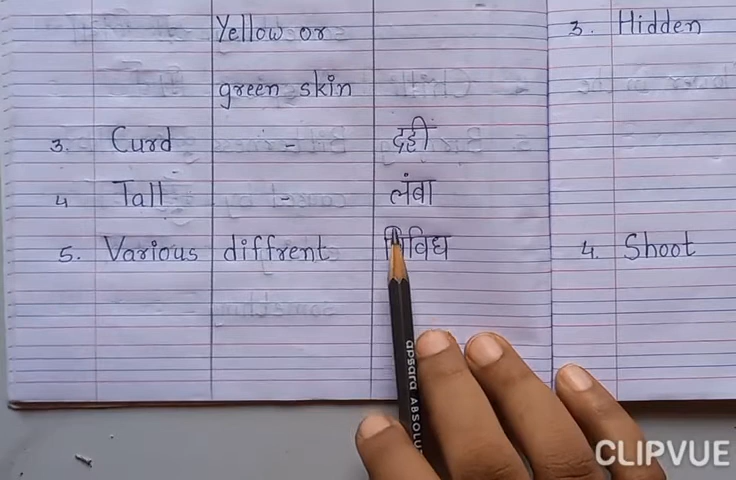 Yellow or
green skin
3. Curd - दही
4 Tall - लंबा
5. Various diffrent विविध
3. Hidden
4. Shoot
apsara ABSOLU
CLIPVUE